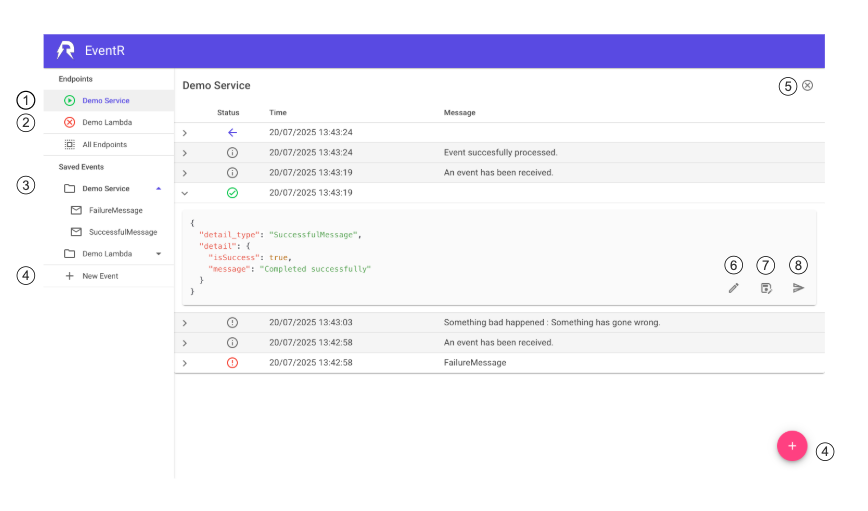 EventR
Endpoints
1 Demo Service
2 Demo Lambda
All Endpoints
Saved Events
3 Demo Service
FailureMessage
SuccessfulMessage
Demo Lambda
4 New Event
Demo Service 5
Status Time Message
20/07/2025 13:43:24
20/07/2025 13:43:24 Event succesfully processed.
20/07/2025 13:43:19 An event has been received.
20/07/2025 13:43:19
{
"detail_type": "SuccessfulMessage",
"detail": {
"isSuccess": true,
"message": "Completed successfully"
}
}
6 7 8
20/07/2025 13:43:03 Something bad happened : Something has gone wrong.
20/07/2025 13:42:58 An event has been received.
20/07/2025 13:42:58 FailureMessage
+ 4